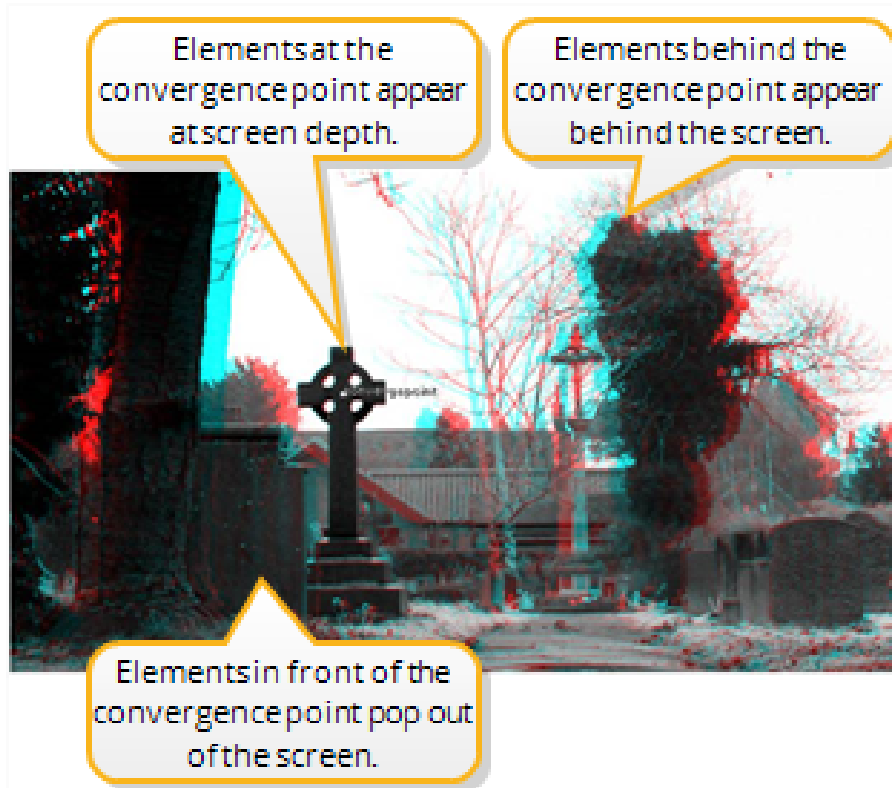 Elements at the
convergence point appear
at screen depth.
Elements behind the
convergence point appear
behind the screen.
Elements in front of the
convergence point pop out
of the screen.